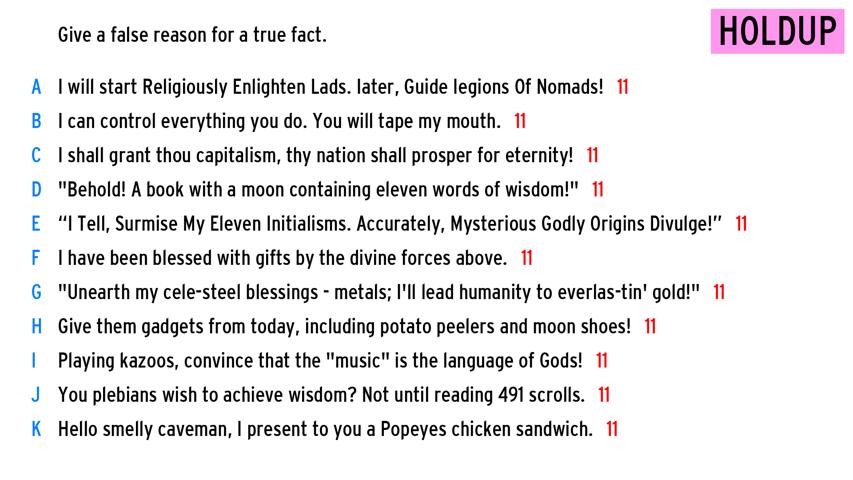 Give a false reason for a true fact.
HOLDUP
A I will start Religiously Enlighten Lads. later, Guide legions Of Nomads! 11
B I can control everything you do. You will tape my mouth. 11
C I shall grant thou capitalism, thy nation shall prosper for eternity! 11
D "Behold! A book with a moon containing eleven words of wisdom!" 11
E “I Tell, Surmise My Eleven Initialisms. Accurately, Mysterious Godly Origins Divulge!” 11
F I have been blessed with gifts by the divine forces above. 11
G "Unearth my cele-steel blessings - metals; I'll lead humanity to everlas-tin' gold!" 11
H Give them gadgets from today, including potato peelers and moon shoes! 11
I Playing kazoos, convince that the "music" is the language of Gods! 11
J You plebians wish to achieve wisdom? Not until reading 491 scrolls. 11
K Hello smelly caveman, I present to you a Popeyes chicken sandwich. 11